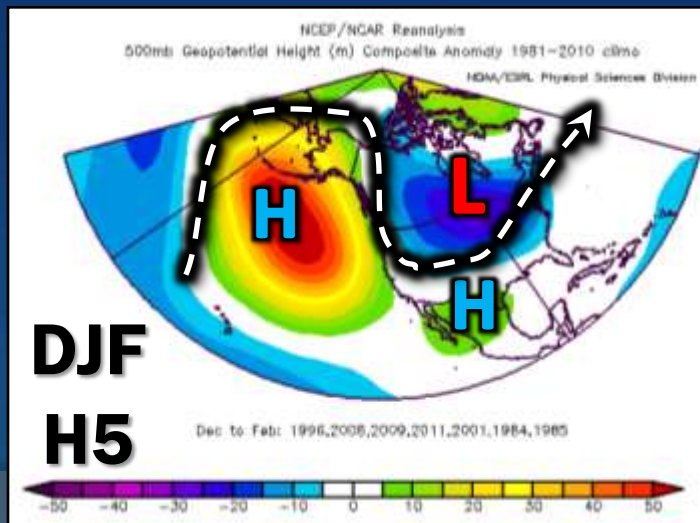 NCEP/NCAR Reanalysis
500mb Geopotential Height (m) Composite Anomaly 1981-2010 climo
NOAA/ESRL Physical Sciences Division
H
L
H
DJF
H5
Dec to Feb: 1996,2008,2009,2011,2001,1984,1985
-50 -40 -30 -20 -10 0 10 20 30 40 50